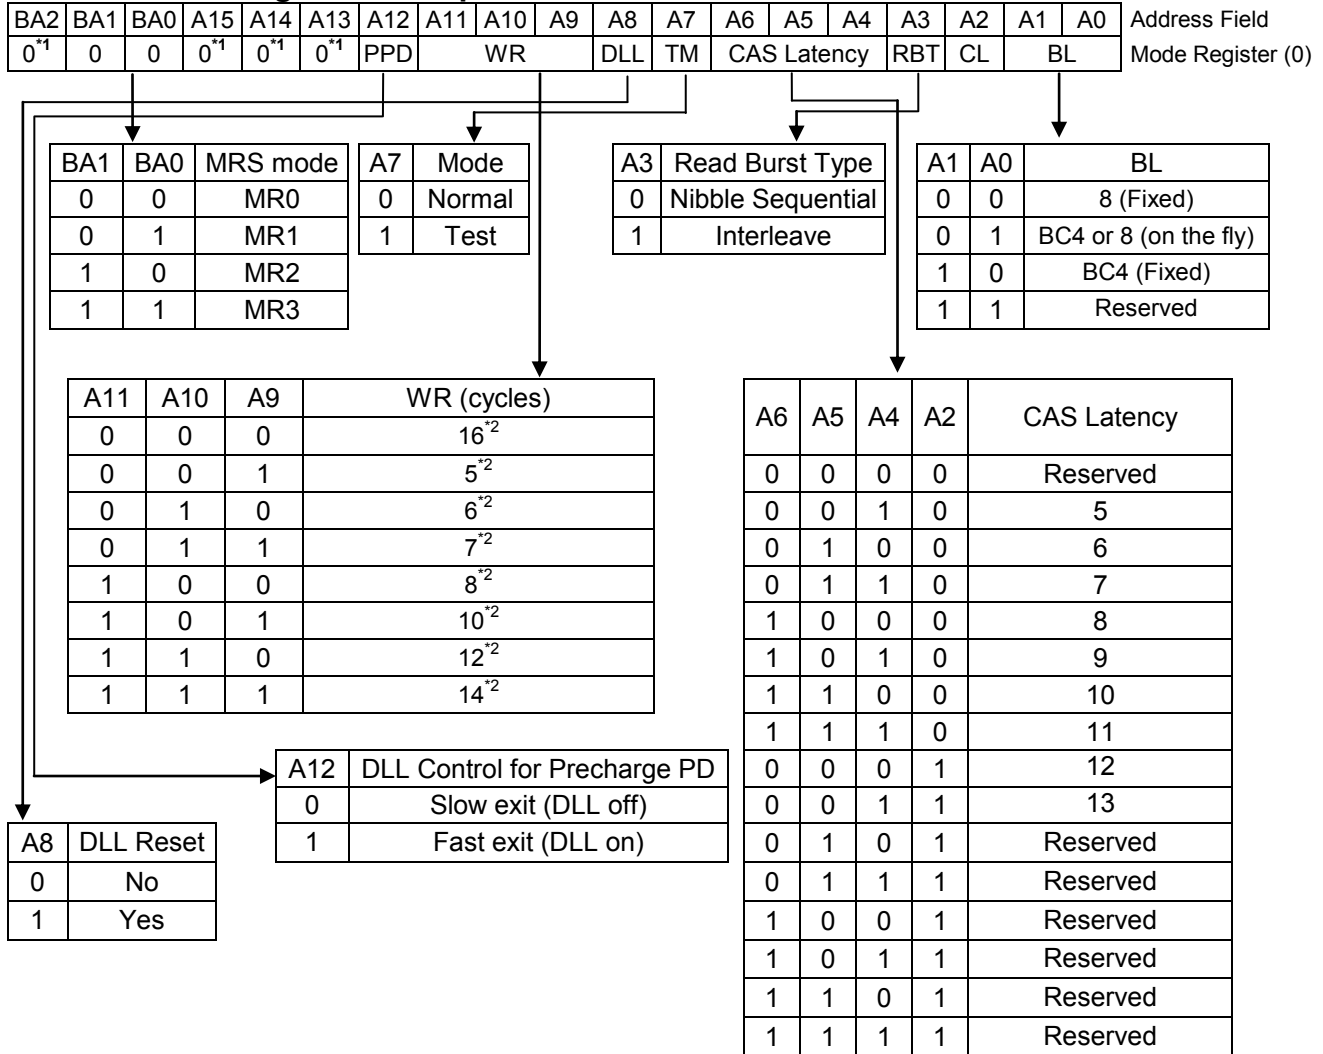 BA2 BA1 BA0 A15 A14 A13 A12 A11 A10 A9 A8 A7 A6 A5 A4 A3 A2 A1 A0 Address Field
0*1 0 0 0*1 0*1 0*1 PPD WR DLL TM CAS Latency RBT CL BL Mode Register (0)
BA1 BA0 MRS mode
0 0 MR0
0 1 MR1
1 0 MR2
1 1 MR3
A7 Mode
0 Normal
1 Test
A3 Read Burst Type
0 Nibble Sequential
1 Interleave
A1 A0 BL
0 0 8 (Fixed)
0 1 BC4 or 8 (on the fly)
1 0 BC4 (Fixed)
1 1 Reserved
A11 A10 A9 WR (cycles)
0 0 0 16*2
0 0 1 5*2
0 1 0 6*2
0 1 1 7*2
1 0 0 8*2
1 0 1 10*2
1 1 0 12*2
1 1 1 14*2
A6 A5 A4 A2 CAS Latency
0 0 0 0 Reserved
0 0 1 0 5
0 1 0 0 6
0 1 1 0 7
1 0 0 0 8
1 0 1 0 9
1 1 0 0 10
1 1 1 0 11
0 0 0 1 12
0 0 1 1 13
0 1 0 1 Reserved
0 1 1 1 Reserved
1 0 0 1 Reserved
1 0 1 1 Reserved
1 1 0 1 Reserved
1 1 1 1 Reserved
A12 DLL Control for Precharge PD
0 Slow exit (DLL off)
1 Fast exit (DLL on)
A8 DLL Reset
0 No
1 Yes